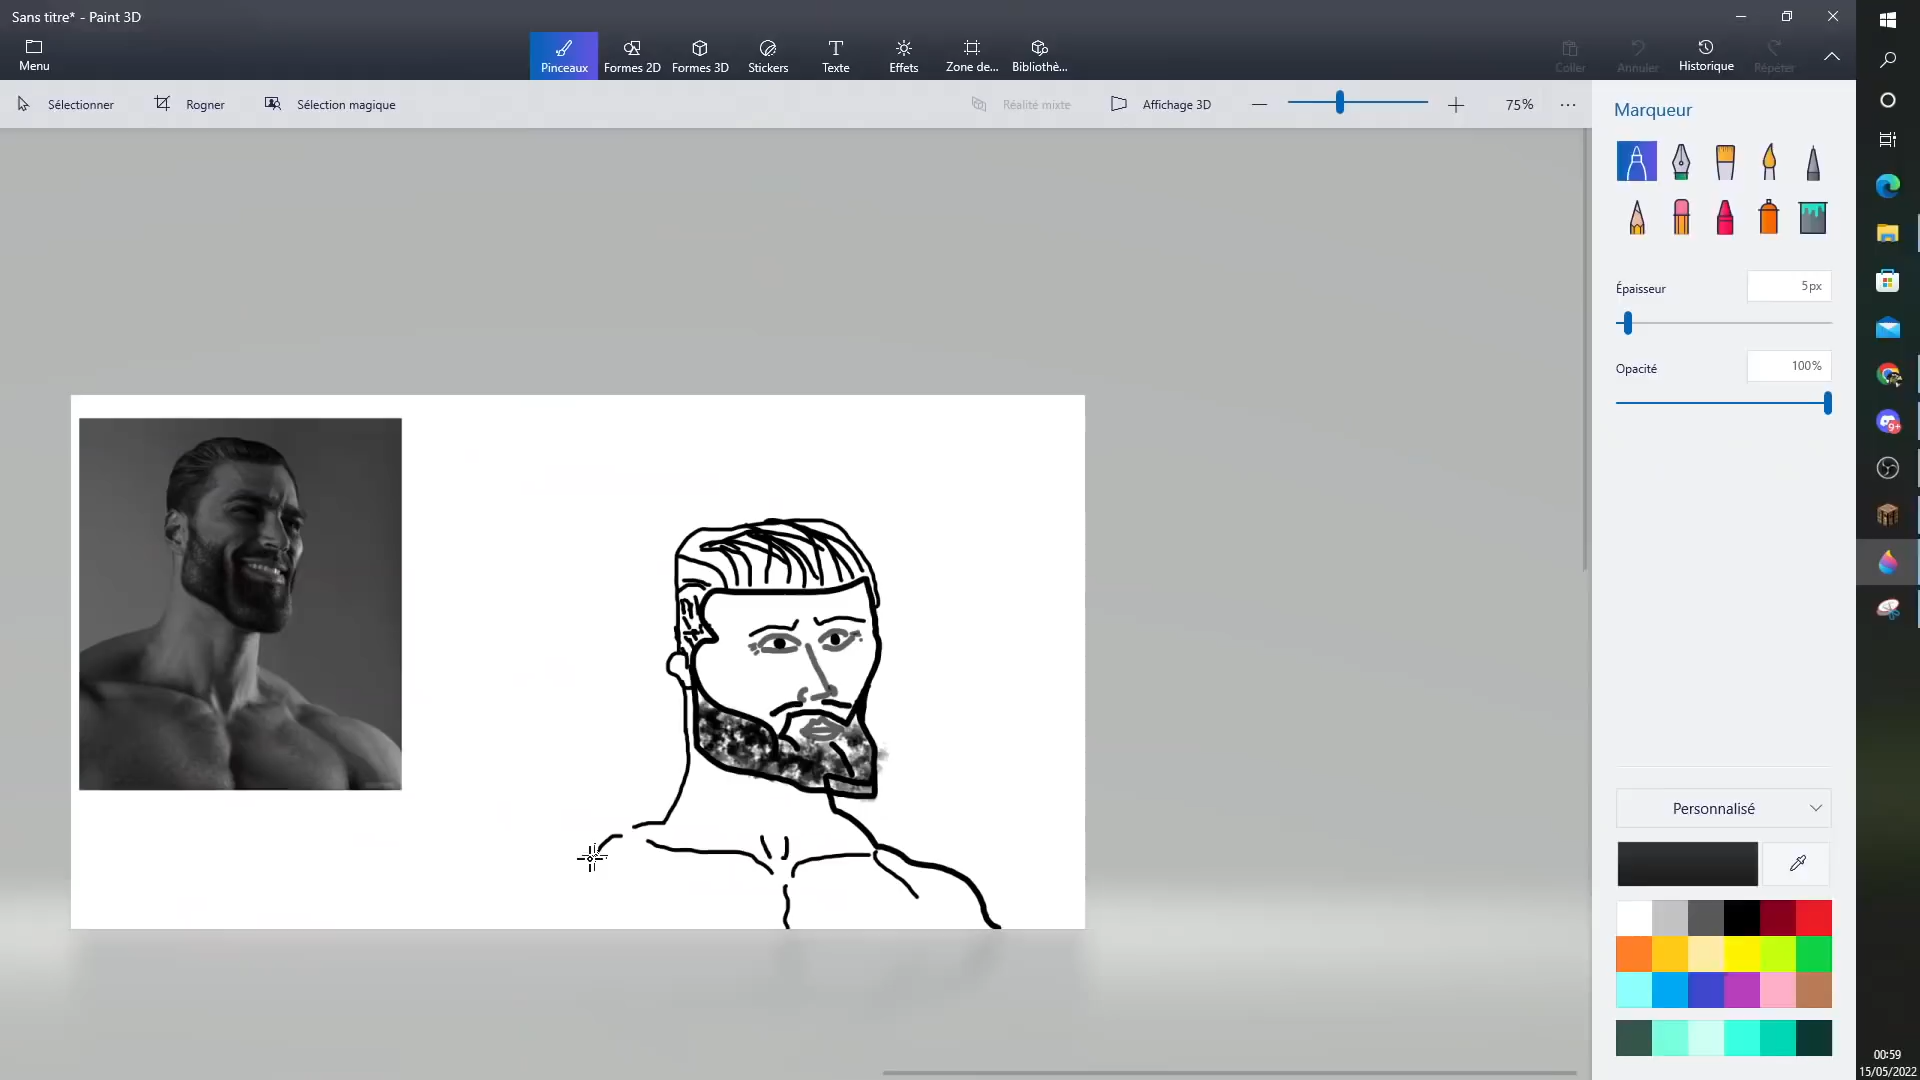 Sans titre* - Paint 3D
Menu
Pinceaux
Formes 2D
Formes 3D
Stickers
Texte
Effets
Zone de...
Bibliothè...
Coller
Annuler
Historique
Répéter
Sélectionner
Rogner
Sélection magique
Réalité mixte
Affichage 3D
75%
Marqueur
Épaisseur
5px
Opacité
100%
Personnalisé
9+
00:59
15/05/2022